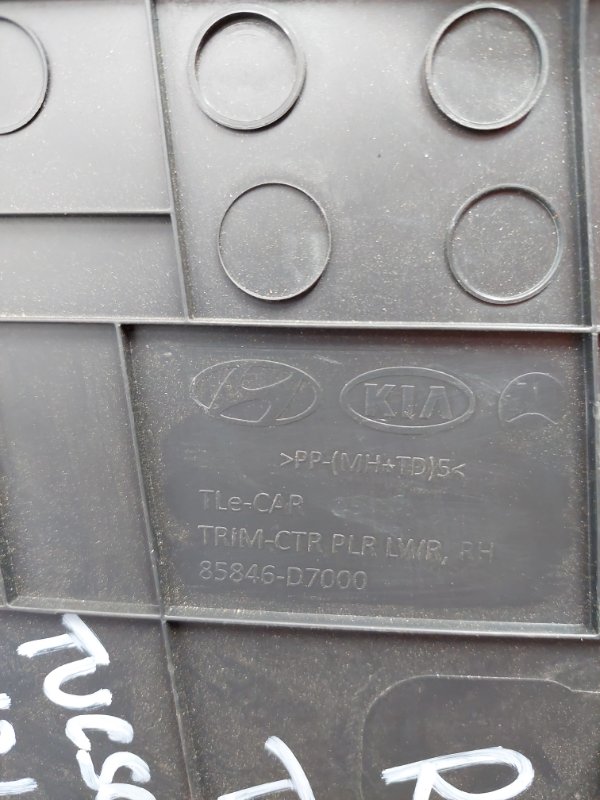 KIA
>PP-(MH+TD)5<
TLe-CAR
TRIM-CTR PLR LWR, RH
85846-D7000